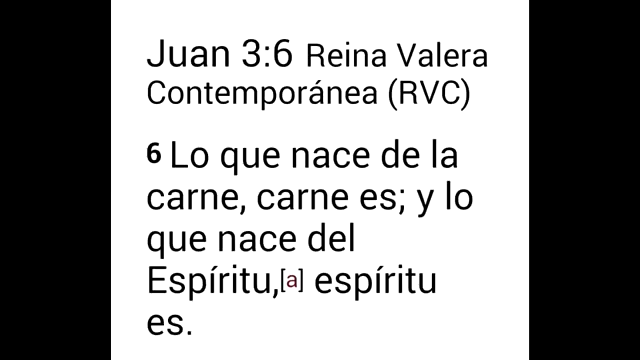 Juan 3:6 Reina Valera
Contemporánea (RVC)
6 Lo que nace de la
carne, carne es; y lo
que nace del
Espíritu,[a] espíritu
es.